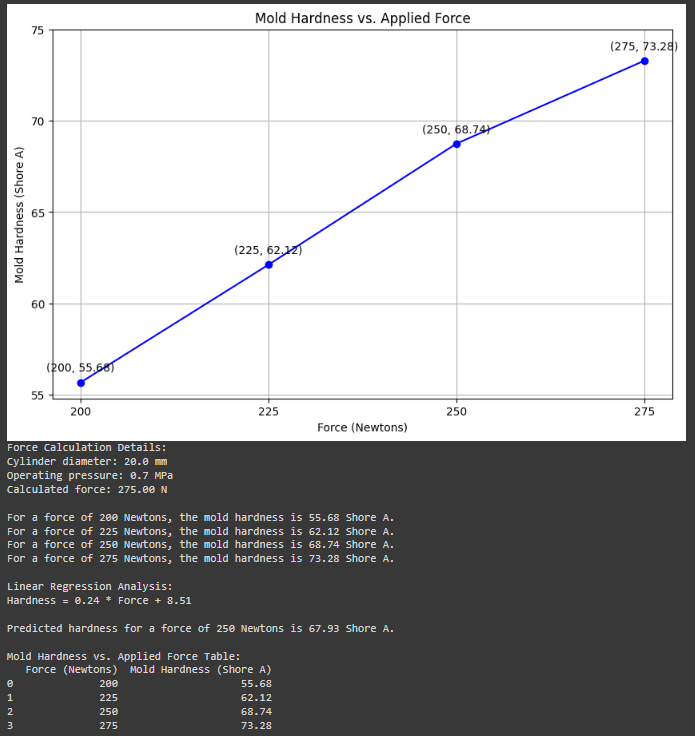 Mold Hardness vs. Applied Force
75
(275, 73.28)
70
(250, 68.74)
65
(225, 62.12)
60
(200, 55.68)
55
Mold Hardness (Shore A)
200 225 250 275
Force (Newtons)
Force Calculation Details:
Cylinder diameter: 20.0 mm
Operating pressure: 0.7 MPa
Calculated force: 275.00 N
For a force of 200 Newtons, the mold hardness is 55.68 Shore A.
For a force of 225 Newtons, the mold hardness is 62.12 Shore A.
For a force of 250 Newtons, the mold hardness is 68.74 Shore A.
For a force of 275 Newtons, the mold hardness is 73.28 Shore A.
Linear Regression Analysis:
Hardness = 0.24 * Force + 8.51
Predicted hardness for a force of 250 Newtons is 67.93 Shore A.
Mold Hardness vs. Applied Force Table:
Force (Newtons) Mold Hardness (Shore A)
0 200 55.68
1 225 62.12
2 250 68.74
3 275 73.28